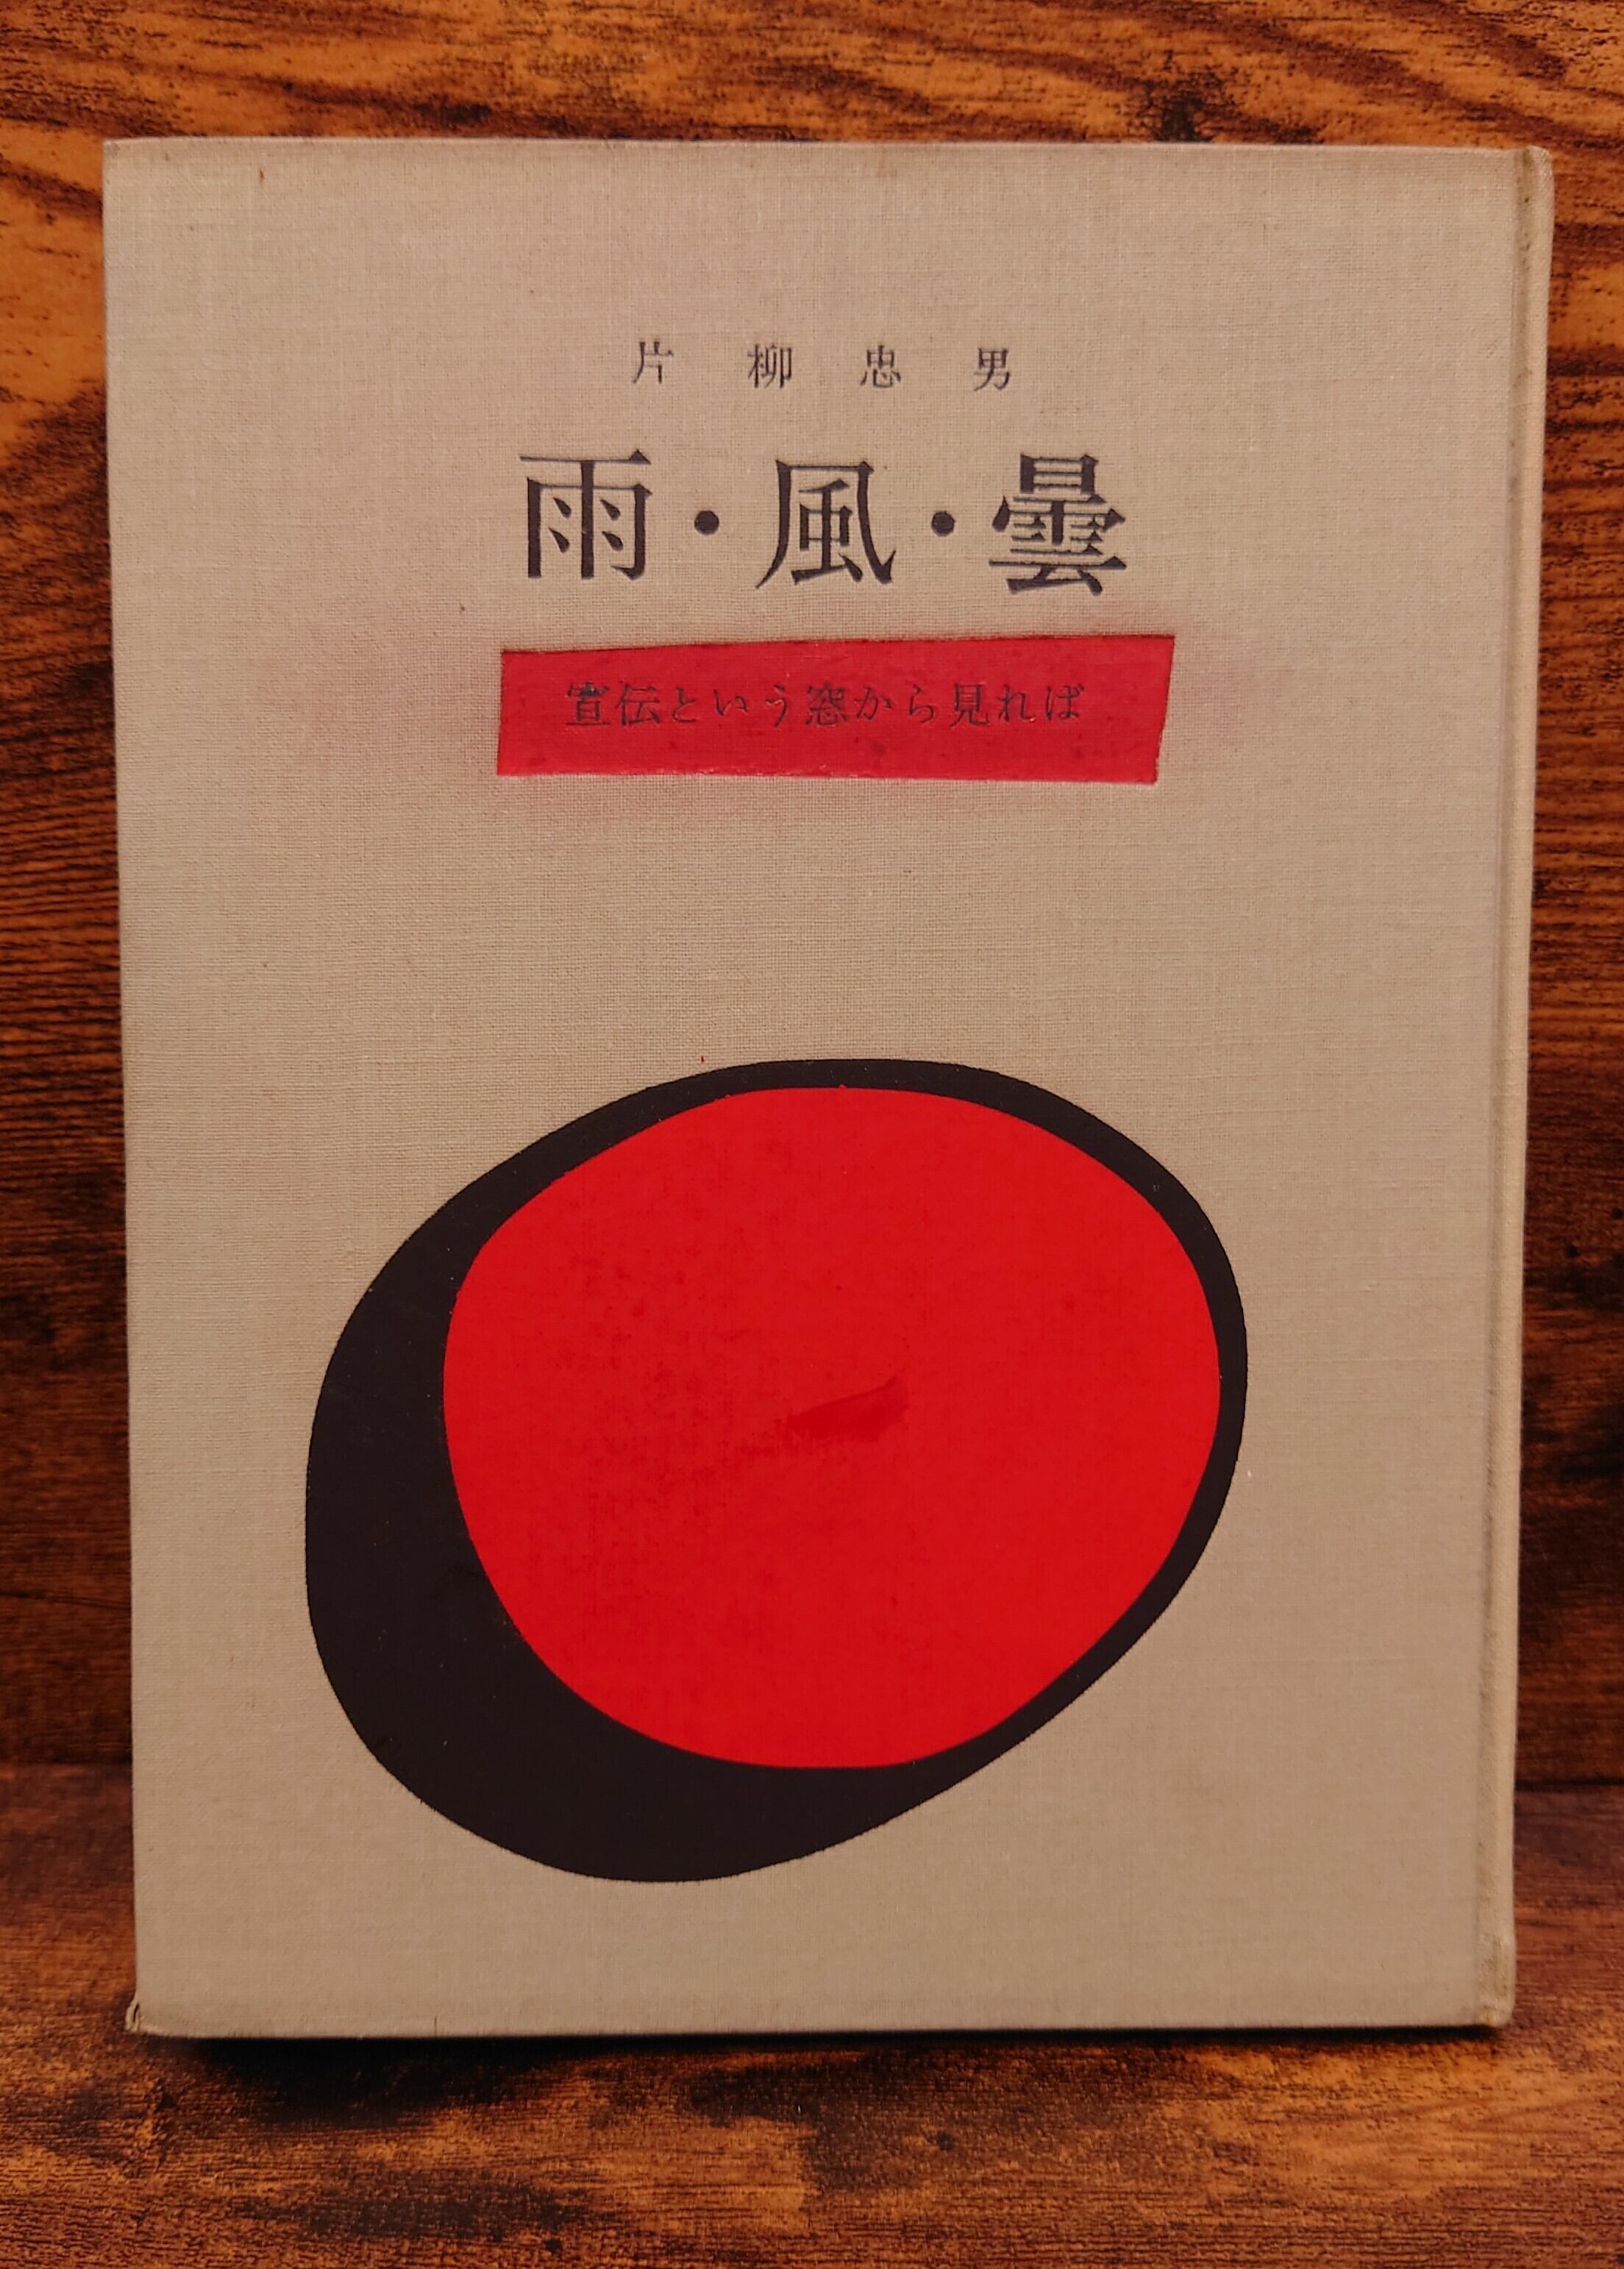 片柳忠男
雨・風・曇
宣伝という窓から見れば